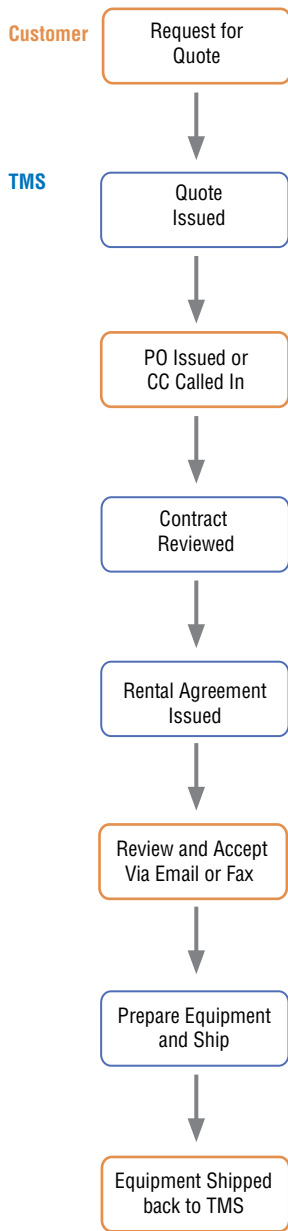 Customer
Request for
Quote
TMS
Quote
Issued
PO Issued or
CC Called In
Contract
Reviewed
Rental Agreement
Issued
Review and Accept
Via Email or Fax
Prepare Equipment
and Ship
Equipment Shipped
back to TMS